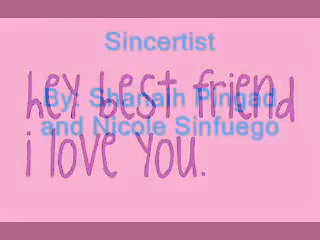 Sincertist
hey best friend
By: Shanaih Pingad
and Nicole Sinfuego
i love you.